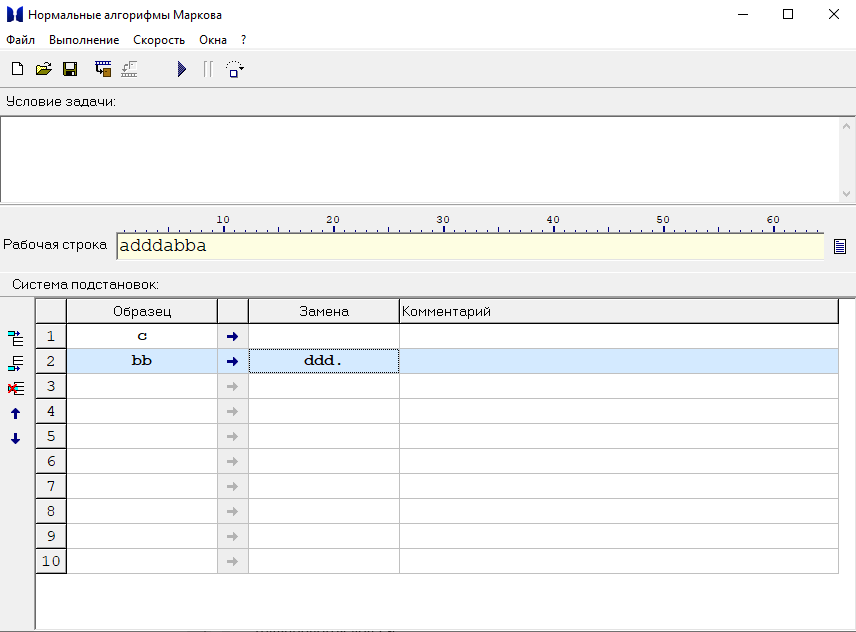 Нормальные алгорифмы Маркова
Файл Выполнение Скорость Окна ?
Условие задачи:
10 20 30 40 50 60
Рабочая строка adddabba
Система подстановок:
Образец Замена Комментарий
1 c →
2 bb → ddd.
3 →
4 →
5 →
6 →
7 →
8 →
9 →
10 →